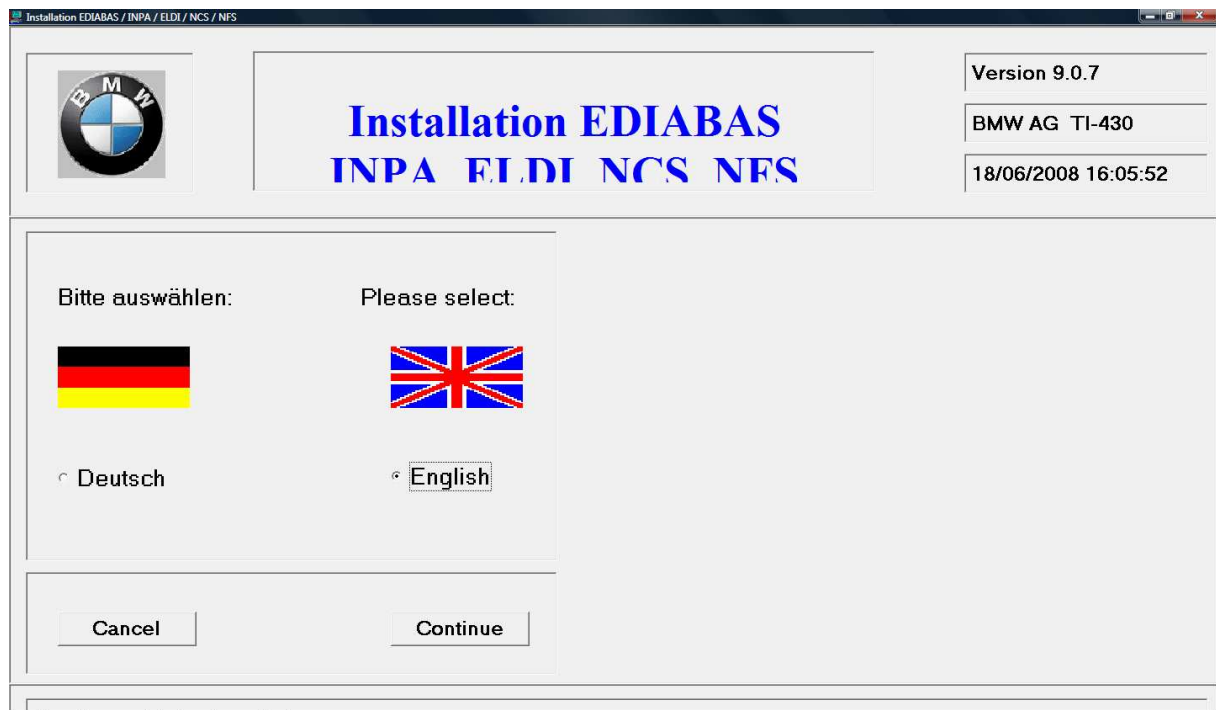 Installation EDIABAS / INPA / ELDI / NCS / NFS
BMW
Installation EDIABAS
INPA ELDI NCS NFS
Version 9.0.7
BMW AG TI-430
18/06/2008 16:05:52
Bitte auswählen:
Please select:
Deutsch
English
Cancel
Continue